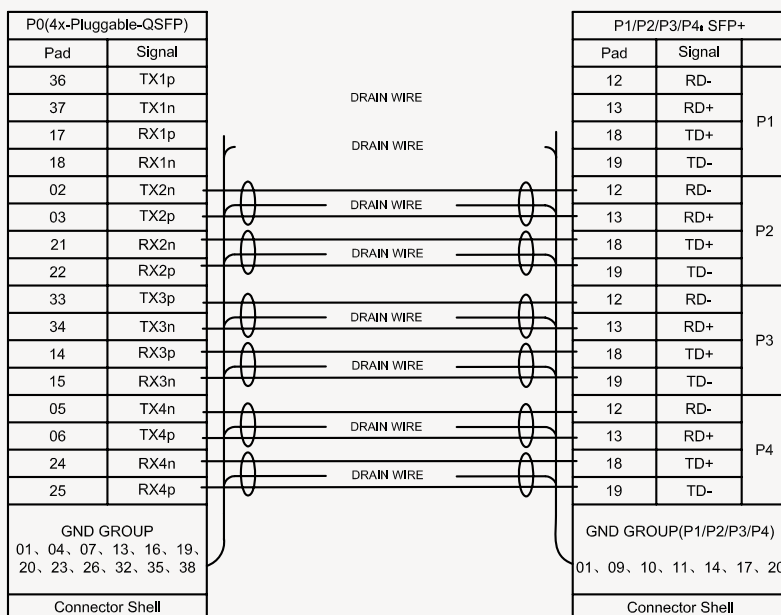 P0(4x-Pluggable-QSFP)
Pad Signal
36 TX1p
37 TX1n
17 RX1p
18 RX1n
02 TX2n
03 TX2p
21 RX2n
22 RX2p
33 TX3p
34 TX3n
14 RX3p
15 RX3n
05 TX4n
06 TX4p
24 RX4n
25 RX4p
GND GROUP
01、04、07、13、16、19、
20、23、26、32、35、38
Connector Shell
DRAIN WIRE
DRAIN WIRE
DRAIN WIRE
DRAIN WIRE
DRAIN WIRE
DRAIN WIRE
DRAIN WIRE
DRAIN WIRE
P1/P2/P3/P4: SFP+
Pad Signal
12 RD-
13 RD+
18 TD+
19 TD-
P1
12 RD-
13 RD+
18 TD+
19 TD-
P2
12 RD-
13 RD+
18 TD+
19 TD-
P3
12 RD-
13 RD+
18 TD+
19 TD-
P4
GND GROUP(P1/P2/P3/P4)
01、09、10、11、14、17、20
Connector Shell